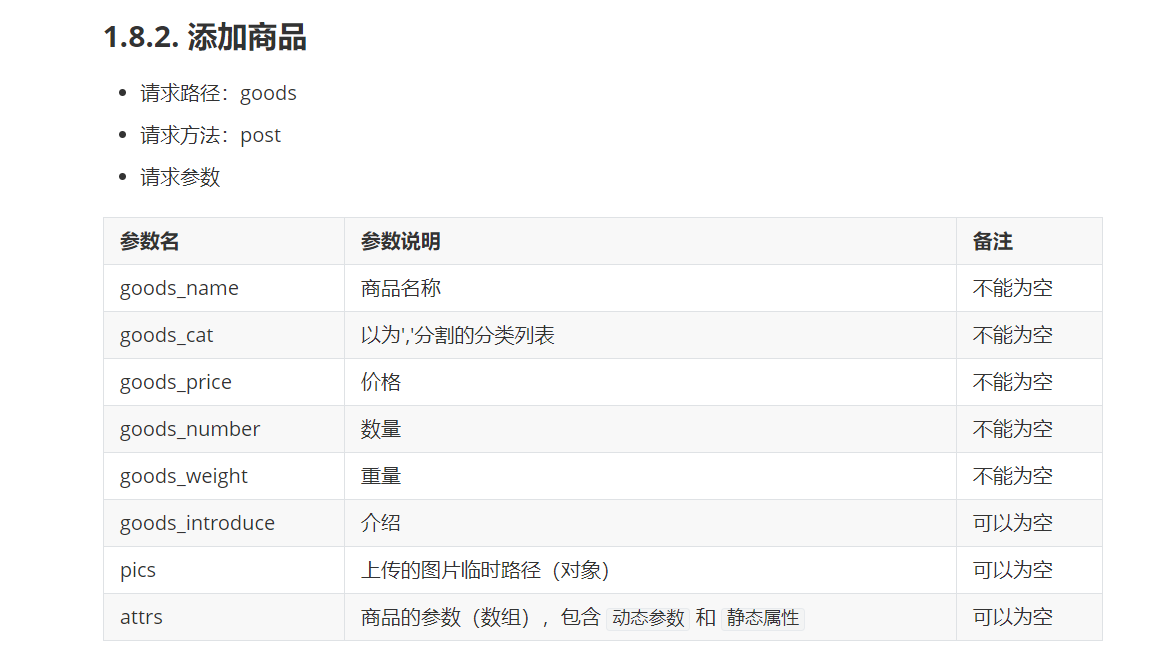 1.8.2. 添加商品
请求路径：goods
请求方法：post
请求参数
参数名 参数说明 备注
goods_name 商品名称 不能为空
goods_cat 以为','分割的分类列表 不能为空
goods_price 价格 不能为空
goods_number 数量 不能为空
goods_weight 重量 不能为空
goods_introduce 介绍 可以为空
pics 上传的图片临时路径（对象） 可以为空
attrs 商品的参数（数组），包含 动态参数 和 静态属性 可以为空